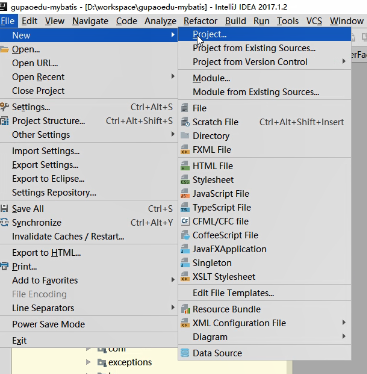 gupaoedu-mybatis - [D:\workspace\gupaoedu-mybatis] - IntelliJ IDEA 2017.1.2
File Edit View Navigate Code Analyze Refactor Build Run Tools VCS Window
New
Open...
Open URL...
Open Recent
Close Project
Settings... Ctrl+Alt+S
Project Structure... Ctrl+Alt+Shift+S
Other Settings
Import Settings...
Export Settings...
Export to Eclipse...
Settings Repository...
Save All Ctrl+S
Synchronize Ctrl+Alt+Y
Invalidate Caches / Restart...
Export to HTML...
Print...
Add to Favorites
File Encoding
Line Separators
Power Save Mode
Exit
Project...
Project from Existing Sources...
Project from Version Control
Module...
Module from Existing Sources...
File
Scratch File Ctrl+Alt+Shift+Insert
Directory
FXML File
HTML File
Stylesheet
JavaScript File
TypeScript File
CFML/CFC file
CoffeeScript File
JavaFXApplication
Singleton
XSLT Stylesheet
Edit File Templates...
Resource Bundle
XML Configuration File
Diagram
Data Source
exceptions